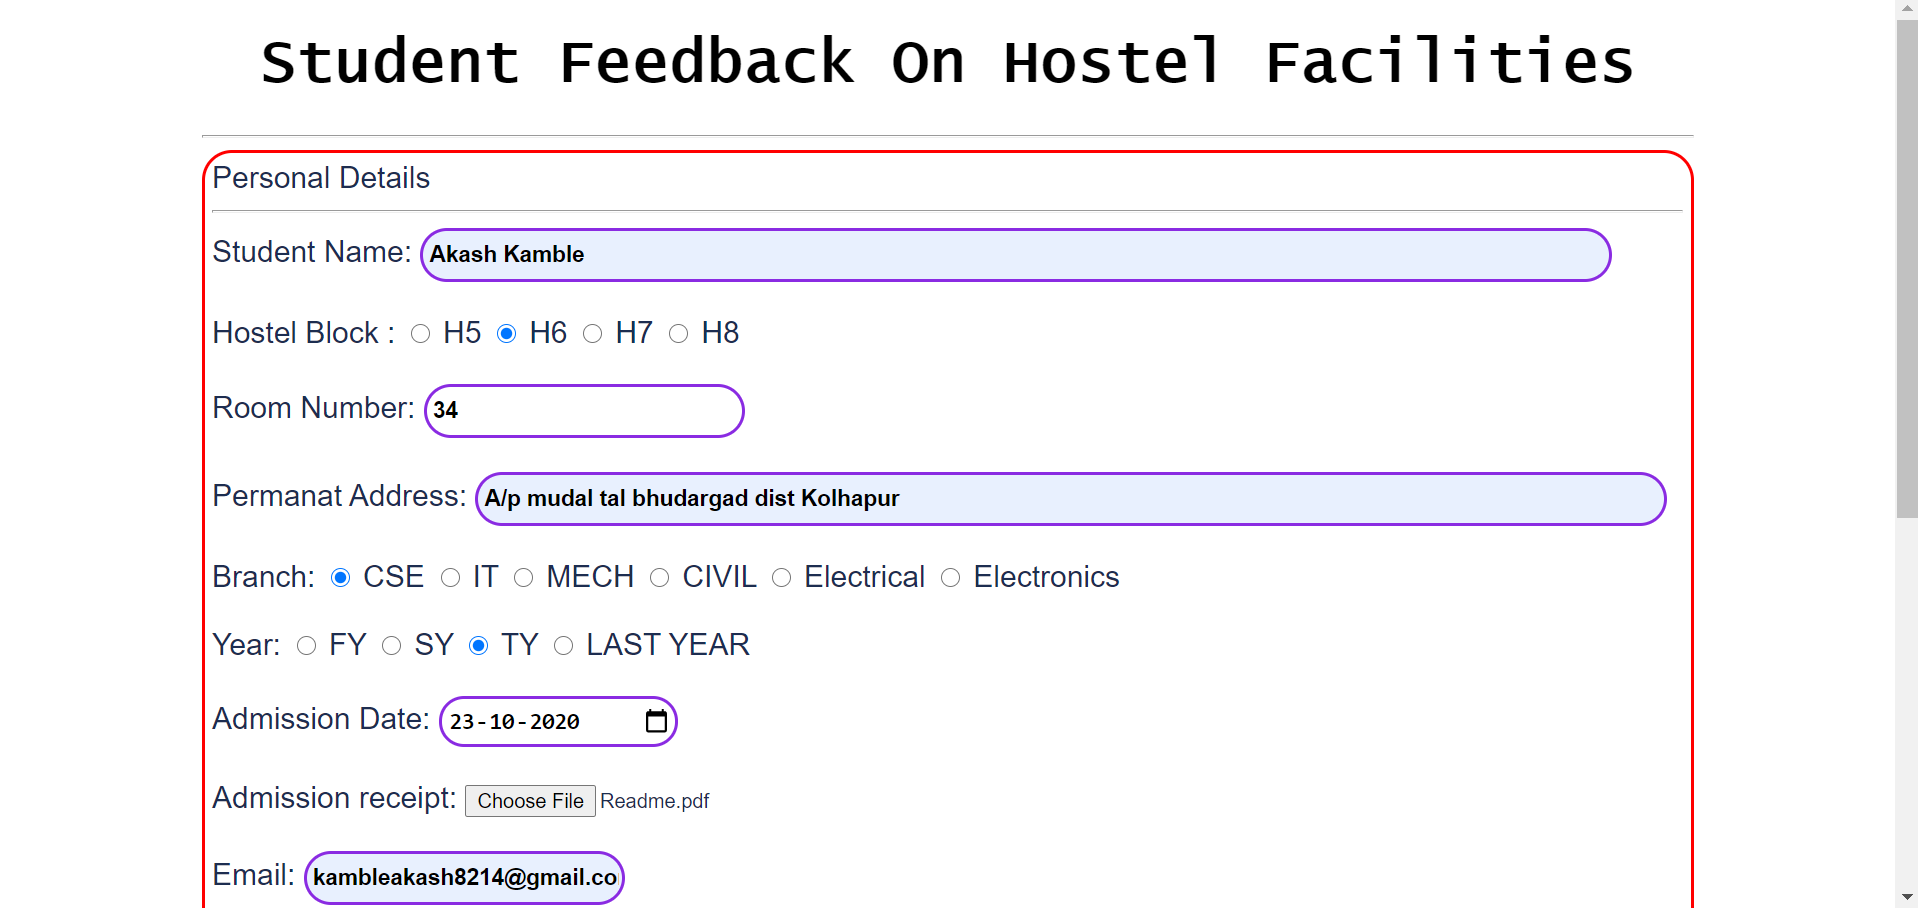 Student Feedback On Hostel Facilities
Personal Details
Student Name: Akash Kamble
Hostel Block : H5 H6 H7 H8
Room Number: 34
Permanat Address: A/p mudal tal bhudargad dist Kolhapur
Branch: CSE IT MECH CIVIL Electrical Electronics
Year: FY SY TY LAST YEAR
Admission Date: 23-10-2020
Admission receipt: Choose File Readme.pdf
Email: kambleakash8214@gmail.co